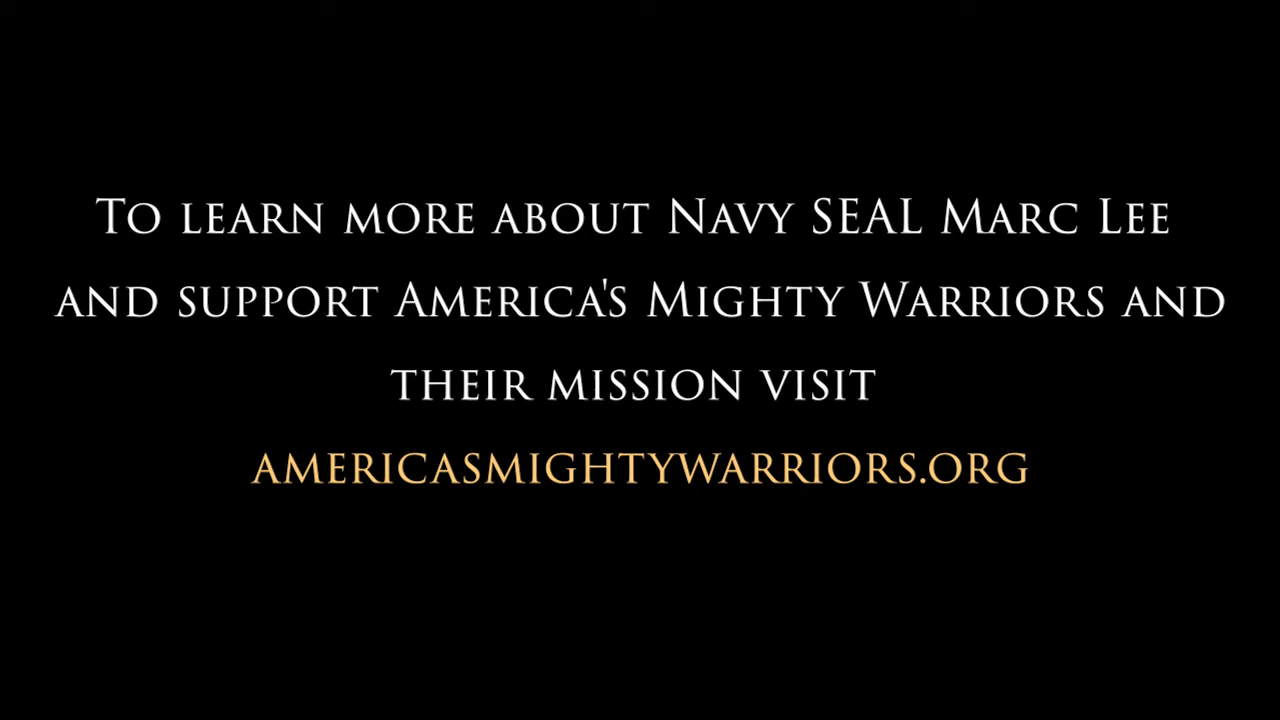 To learn more about Navy SEAL Marc Lee
and support America's Mighty Warriors and
their mission visit
americasmightywarriors.org